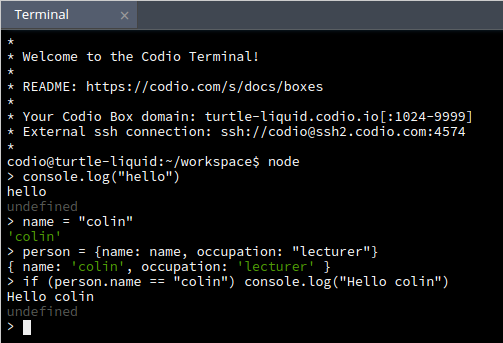 Terminal ×
*
* Welcome to the Codio Terminal!
*
* README: https://codio.com/s/docs/boxes
*
* Your Codio Box domain: turtle-liquid.codio.io[:1024-9999]
* External ssh connection: ssh://codio@ssh2.codio.com:4574
*
codio@turtle-liquid:~/workspace$ node
> console.log("hello")
hello
undefined
> name = "colin"
'colin'
> person = {name: name, occupation: "lecturer"}
{ name: 'colin', occupation: 'lecturer' }
> if (person.name == "colin") console.log("Hello colin")
Hello colin
undefined
>